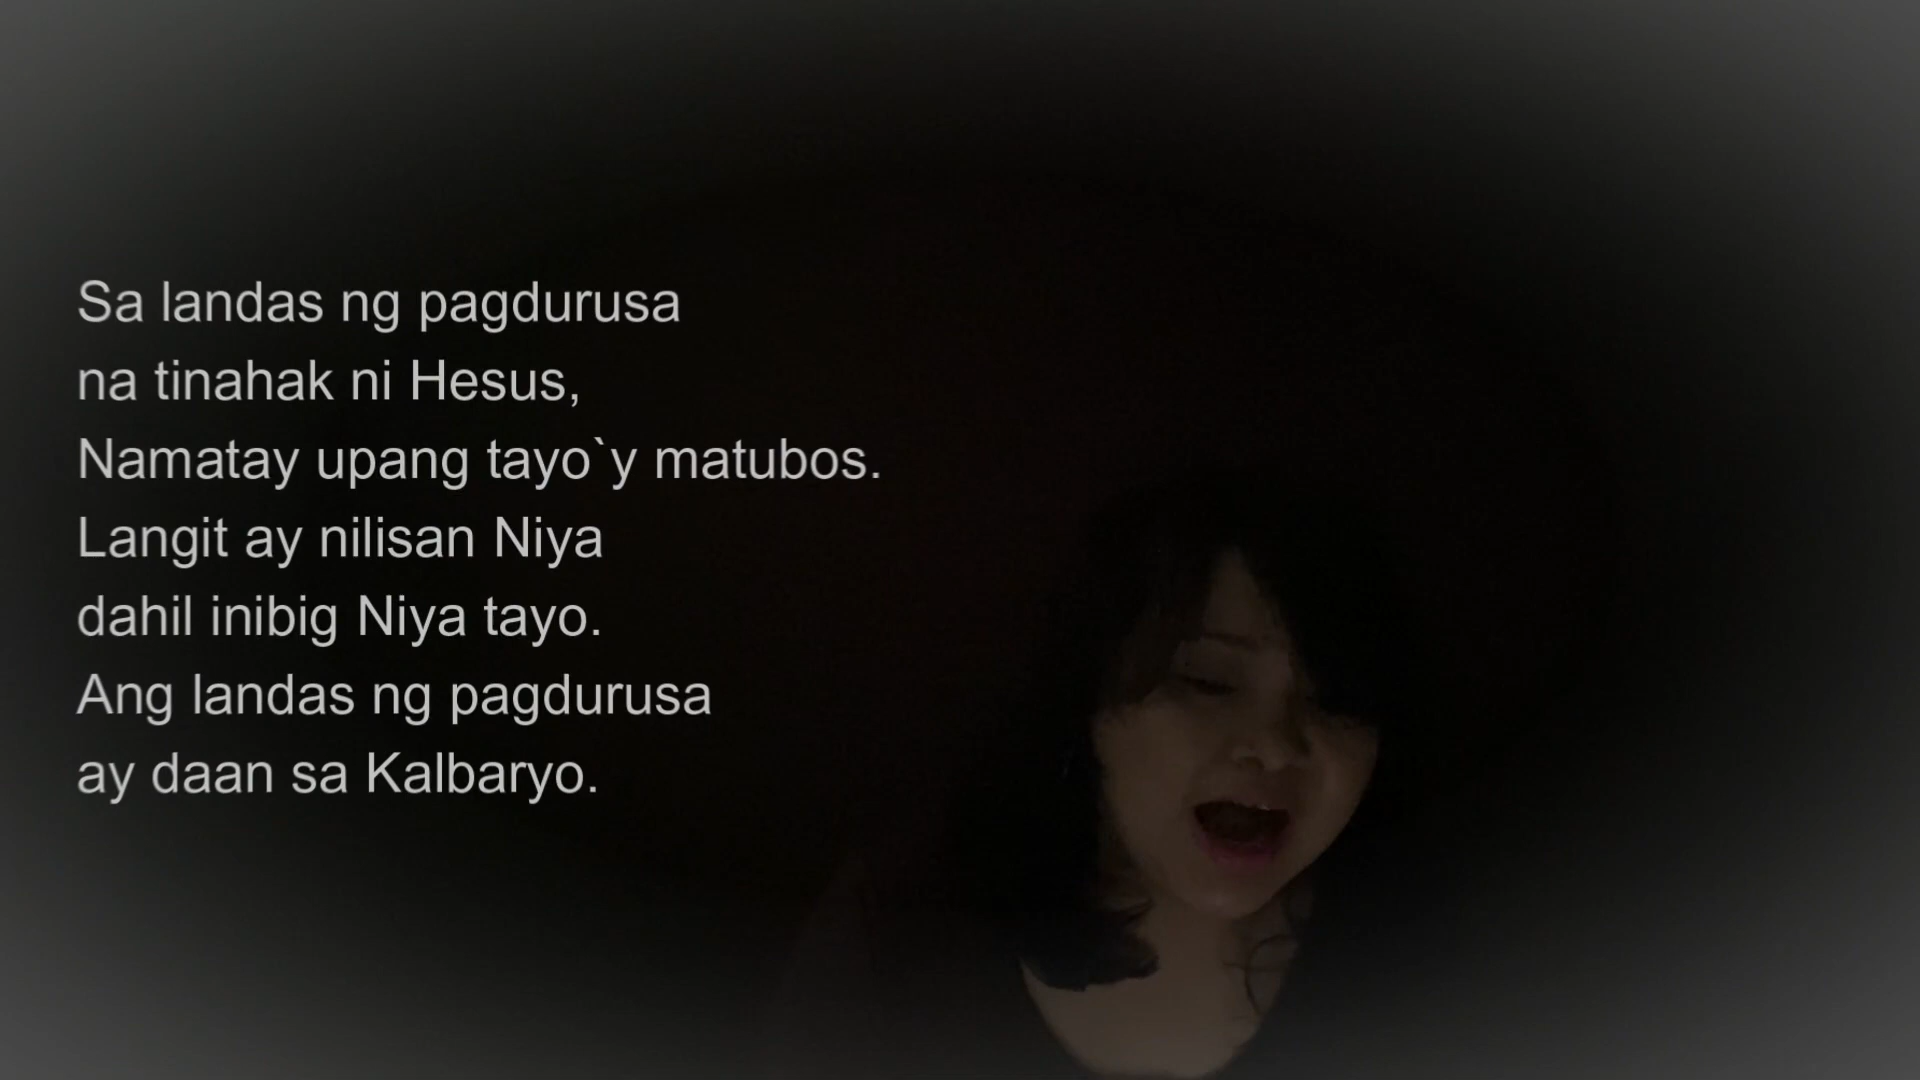 Sa landas ng pagdurusa
na tinahak ni Hesus,
Namatay upang tayo`y matubos.
Langit ay nilisan Niya
dahil inibig Niya tayo.
Ang landas ng pagdurusa
ay daan sa Kalbaryo.